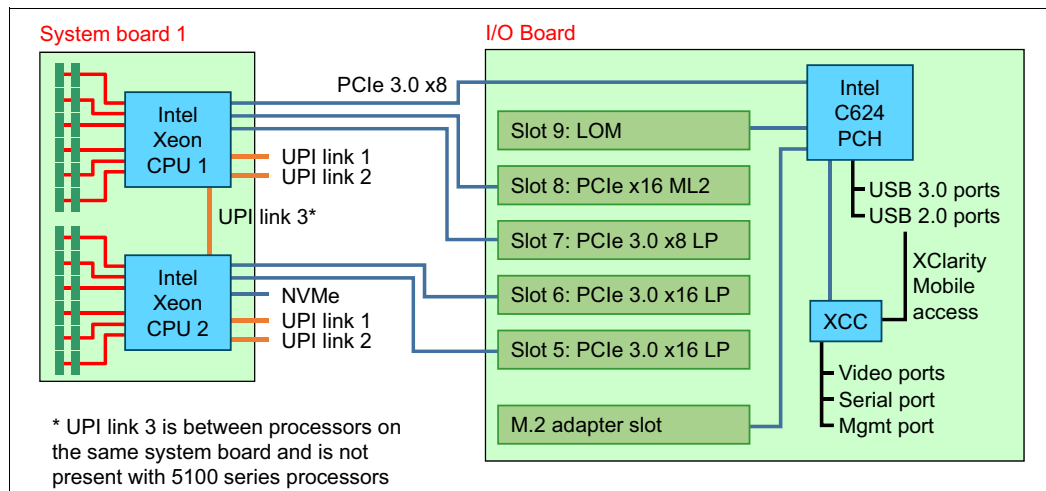 System board 1
I/O Board
PCIe 3.0 x8
Intel
Xeon
CPU 1
UPI link 1
UPI link 2
UPI link 3*
Intel
Xeon
CPU 2
NVMe
UPI link 1
UPI link 2
Intel
C624
PCH
Slot 9: LOM
Slot 8: PCIe x16 ML2
Slot 7: PCIe 3.0 x8 LP
Slot 6: PCIe 3.0 x16 LP
Slot 5: PCIe 3.0 x16 LP
M.2 adapter slot
USB 3.0 ports
USB 2.0 ports
XClarity
Mobile
access
XCC
Video ports
Serial port
Mgmt port
* UPI link 3 is between processors on
the same system board and is not
present with 5100 series processors